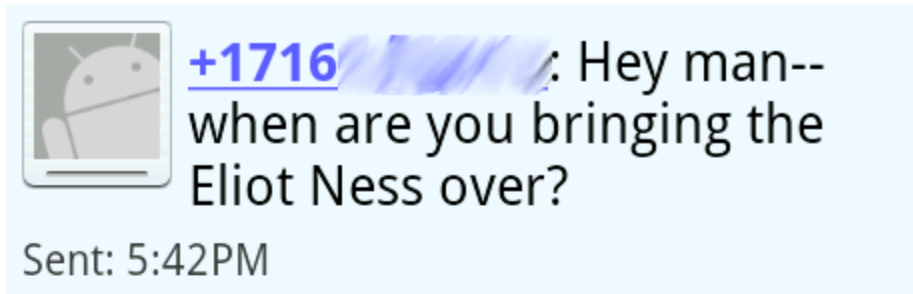 +1716 : Hey man--
when are you bringing the
Eliot Ness over?
Sent: 5:42PM